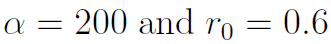 α = 200 and r₀ = 0.6